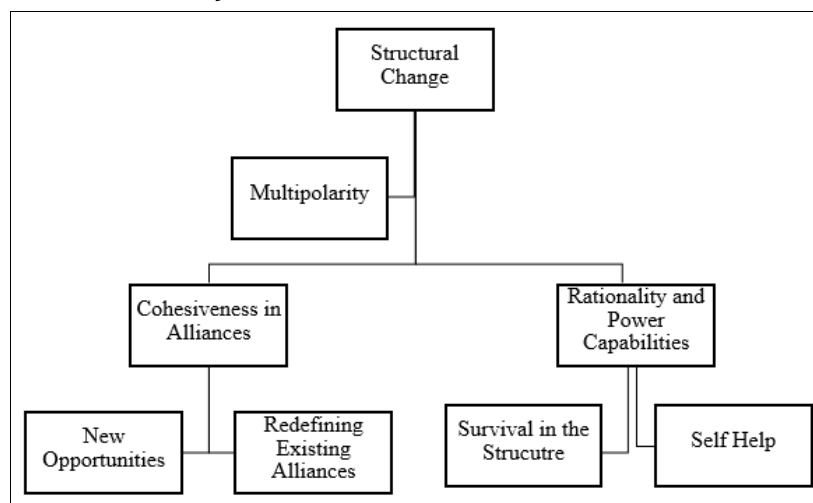 Structural
Change
Multipolarity
Cohesiveness in
Alliances
Rationality and
Power
Capabilities
New
Opportunities
Redefining
Existing
Alliances
Survival in the
Strucutre
Self Help